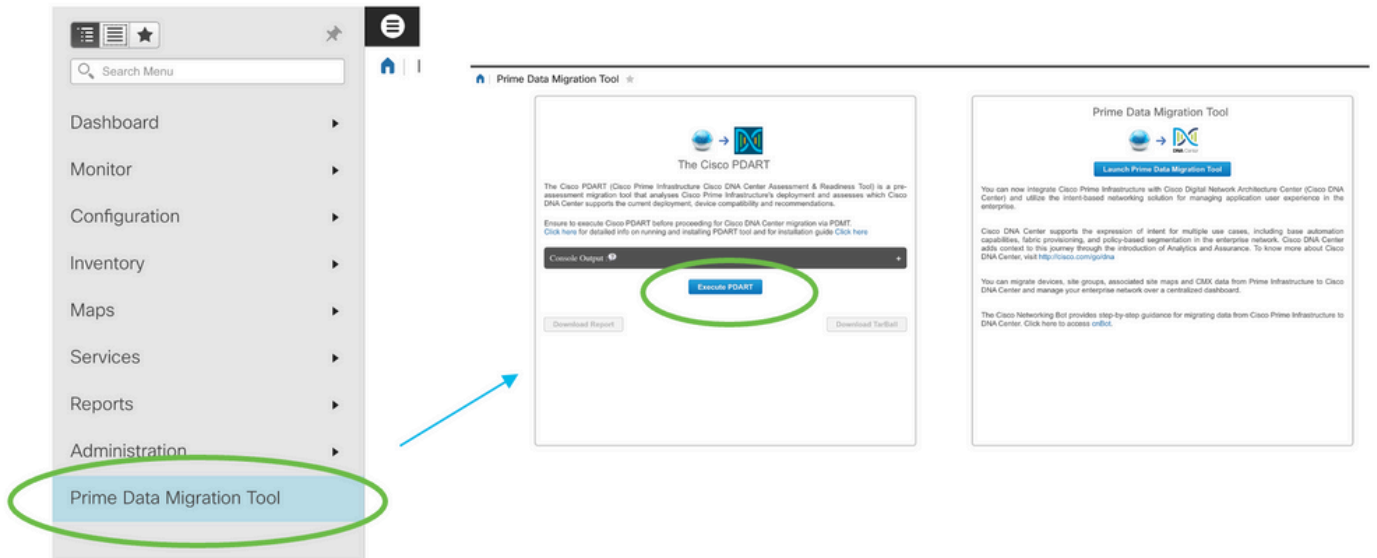 Search Menu
Dashboard
Monitor
Configuration
Inventory
Maps
Services
Reports
Administration
Prime Data Migration Tool
Prime Data Migration Tool
The Cisco PDART
The Cisco PDART (Cisco Prime Infrastructure Cisco DNA Center Assessment & Readiness Tool) is a pre-
assessment migration tool that analyses Cisco Prime Infrastructure's deployment and assesses which Cisco
DNA Center supports the current deployment, device compatibility and recommendations.
Ensure to execute Cisco PDART before proceeding for Cisco DNA Center migration via PDMT.
Click here for detailed info on running and installing PDART tool and for installation guide Click here
Console Output :
Execute PDART
Download Report
Download TarBall
Prime Data Migration Tool
DNA Center
Launch Prime Data Migration Tool
You can now integrate Cisco Prime Infrastructure with Cisco Digital Network Architecture Center (Cisco DNA
Center) and utilize the intent-based networking solution for managing application user experience in the
enterprise.
Cisco DNA Center supports the expression of intent for multiple use cases, including base automation
capabilities, fabric provisioning, and policy-based segmentation in the enterprise network. Cisco DNA Center
adds context to this journey through the introduction of Analytics and Assurance. To know more about Cisco
DNA Center, visit http://cisco.com/go/dna
You can migrate devices, site groups, associated site maps and CMX data from Prime Infrastructure to Cisco
DNA Center and manage your enterprise network over a centralized dashboard.
The Cisco Networking Bot provides step-by-step guidance for migrating data from Cisco Prime Infrastructure to
DNA Center. Click here to access cnBot.